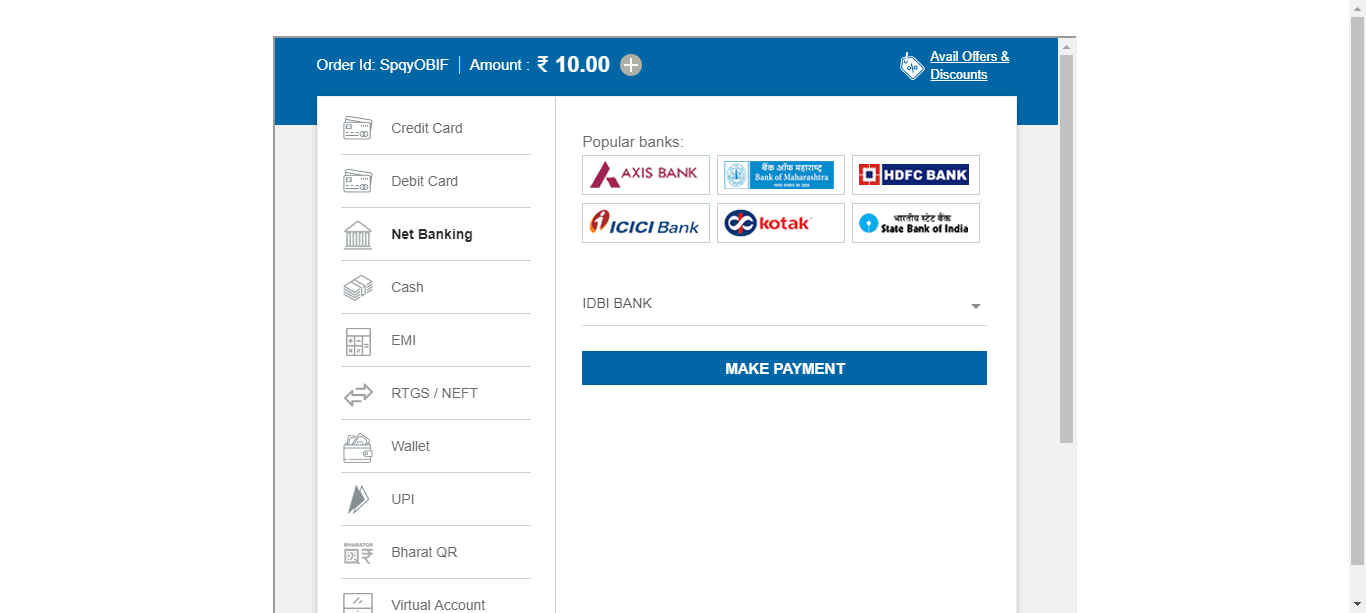 Order Id: SpqyOBIF Amount : ₹ 10.00
Avail Offers &
Discounts
Credit Card
Debit Card
Net Banking
Cash
EMI
RTGS / NEFT
Wallet
UPI
BHARATQR
Bharat QR
Virtual Account
Popular banks:
AXIS BANK
बैंक ऑफ महाराष्ट्र
Bank of Maharashtra
HDFC BANK
ICICI Bank
kotak
भारतीय स्टेट बैंक
State Bank of India
IDBI BANK
MAKE PAYMENT